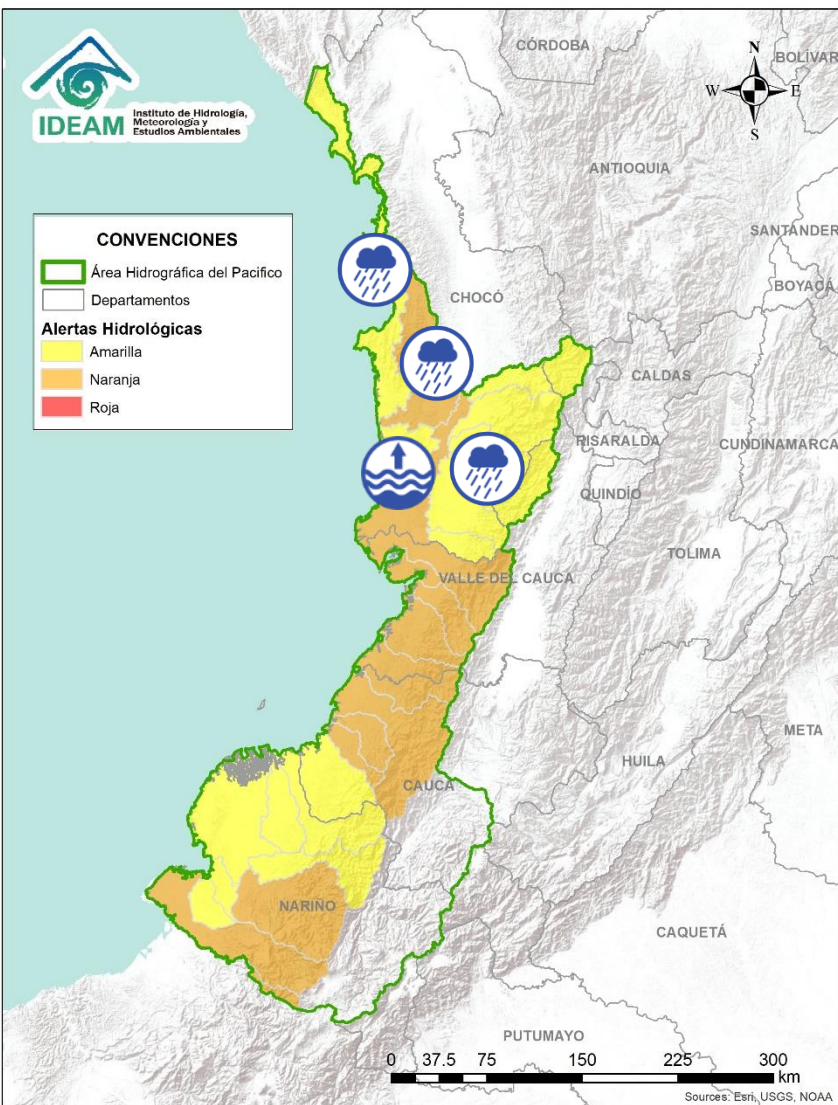 IDEAM
Instituto de Hidrología,
Meteorología y
Estudios Ambientales
CONVENCIONES
Área Hidrográfica del Pacifico
Departamentos
Alertas Hidrológicas
Amarilla
Naranja
Roja
N
W
E
S
CÓRDOBA
BOLÍVAR
ANTIOQUIA
SANTANDER
BOYACÁ
CHOCÓ
CALDAS
RISARALDA
CUNDINAMARCA
QUINDÍO
TOLIMA
VALLE DEL CAUCA
META
HUILA
CAUCA
NARIÑO
CAQUETÁ
PUTUMAYO
0 37.5 75 150 225 300
km
Sources: Esri, USGS, NOAA